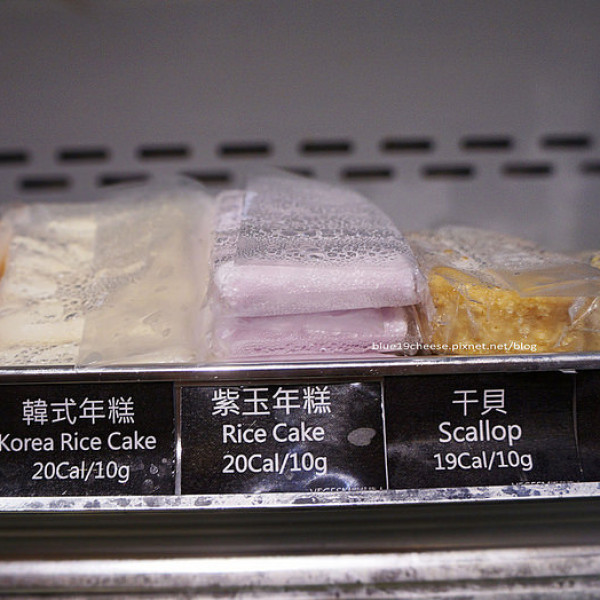 blue19cheese.pixnet.net/blog
韓式年糕
Korea Rice Cake
20Cal/10g
紫玉年糕
Rice Cake
20Cal/10g
干貝
Scallop
19Cal/10g